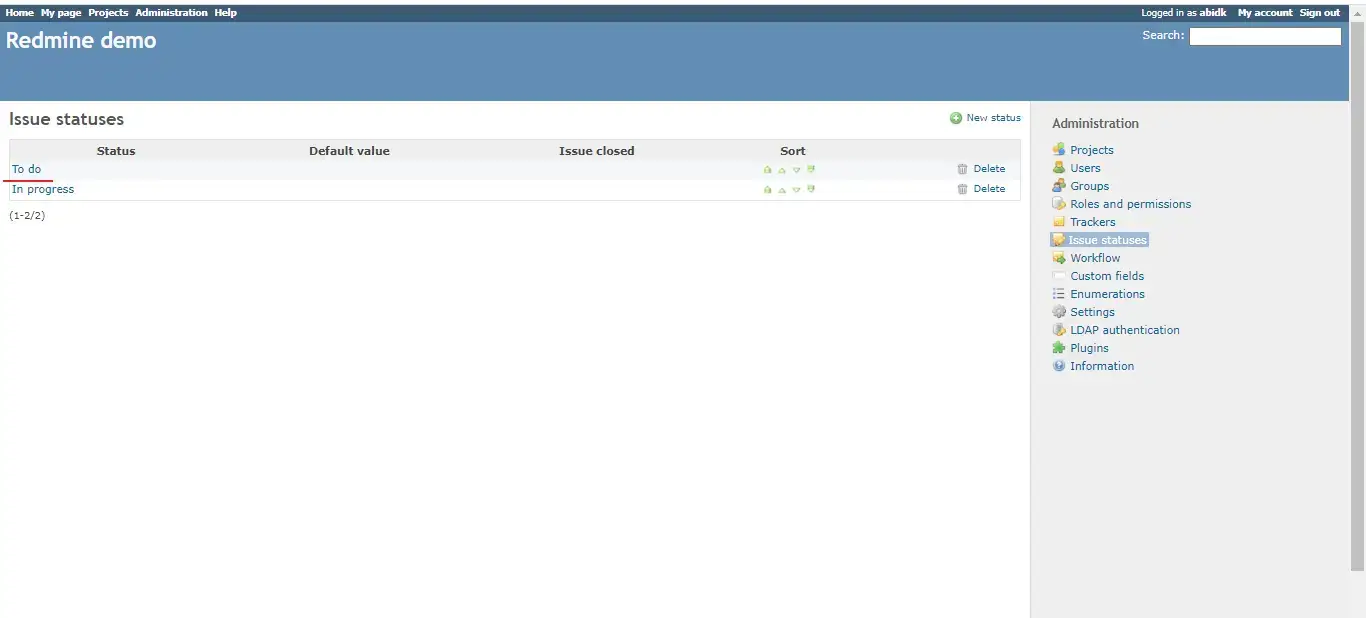 Home My page Projects Administration Help Logged in as abidk My account Sign out
Redmine demo Search:
Issue statuses New status
Status Default value Issue closed Sort
To do Delete
In progress Delete
(1-2/2)
Administration
Projects
Users
Groups
Roles and permissions
Trackers
Issue statuses
Workflow
Custom fields
Enumerations
Settings
LDAP authentication
Plugins
Information